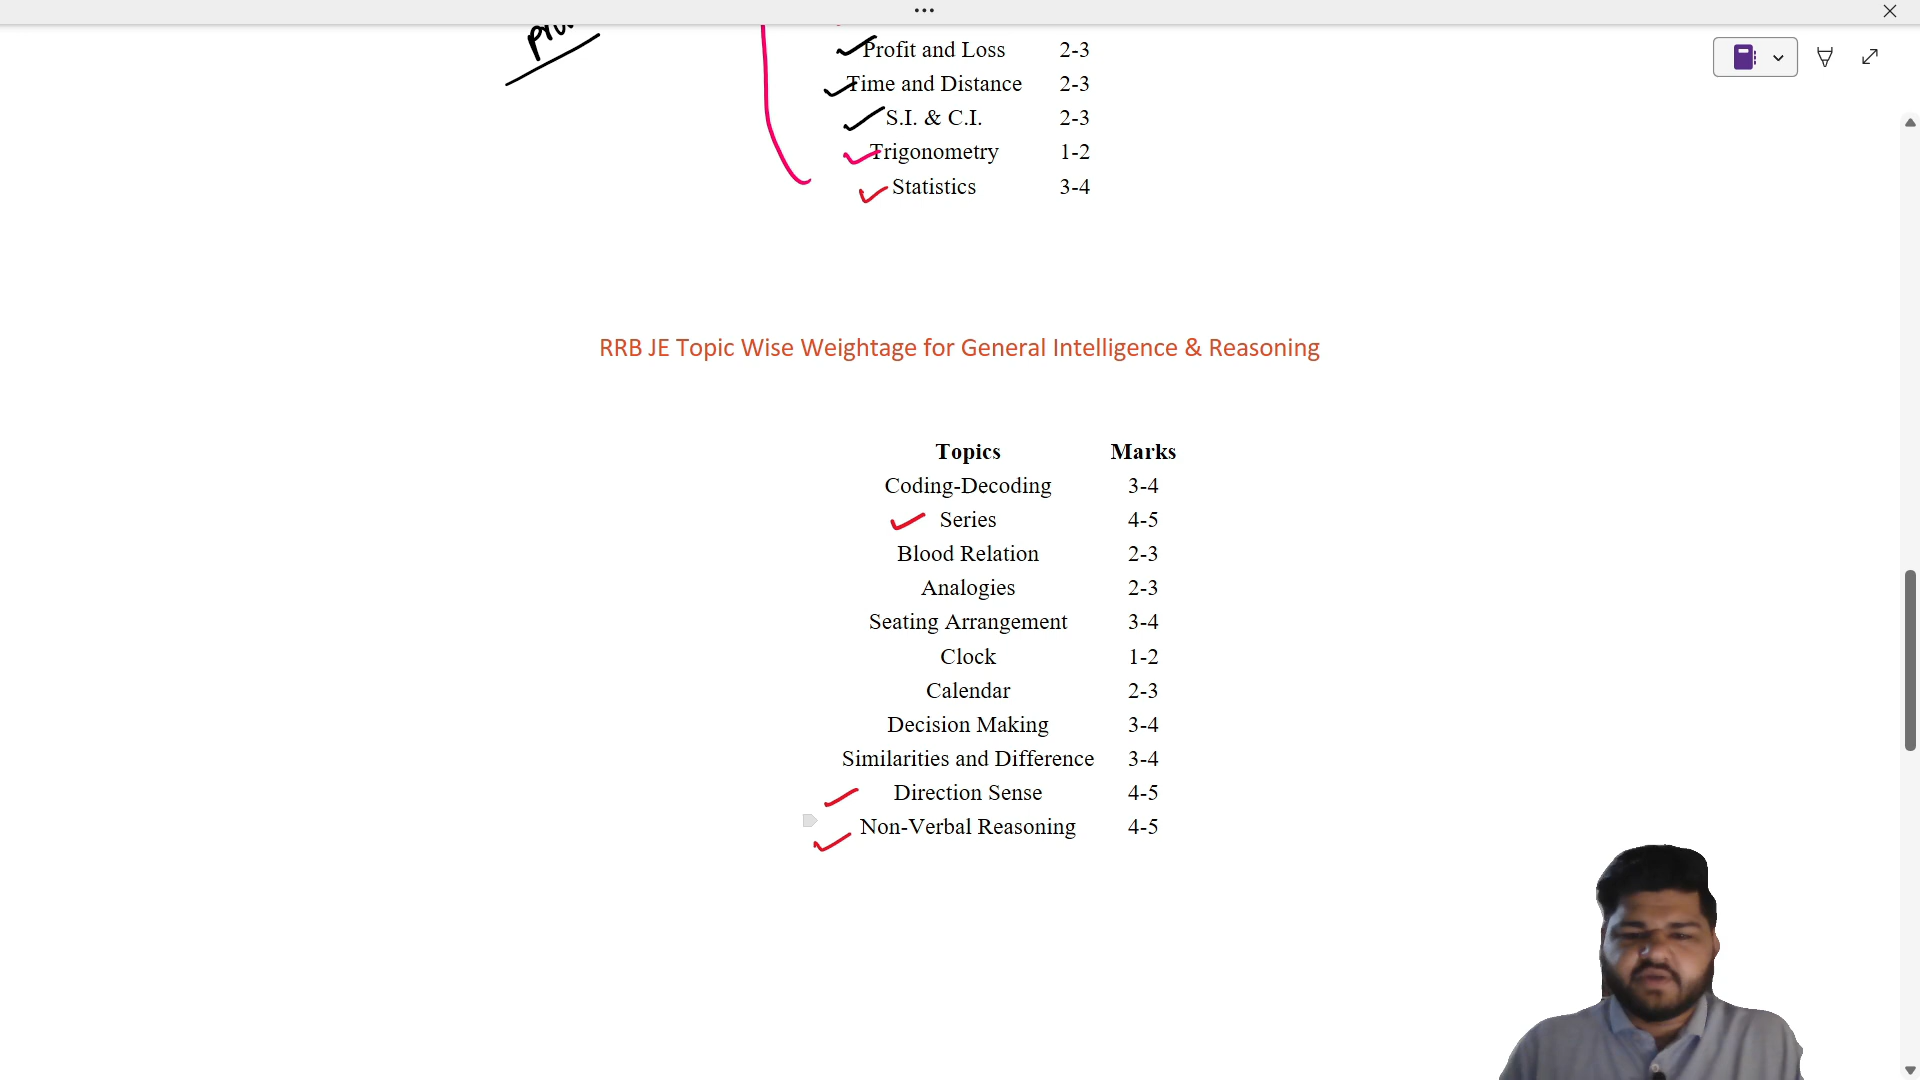 Profit and Loss 2-3
Time and Distance 2-3
S.I. & C.I. 2-3
Trigonometry 1-2
Statistics 3-4
RRB JE Topic Wise Weightage for General Intelligence & Reasoning
Topics Marks
Coding-Decoding 3-4
Series 4-5
Blood Relation 2-3
Analogies 2-3
Seating Arrangement 3-4
Clock 1-2
Calendar 2-3
Decision Making 3-4
Similarities and Difference 3-4
Direction Sense 4-5
Non-Verbal Reasoning 4-5